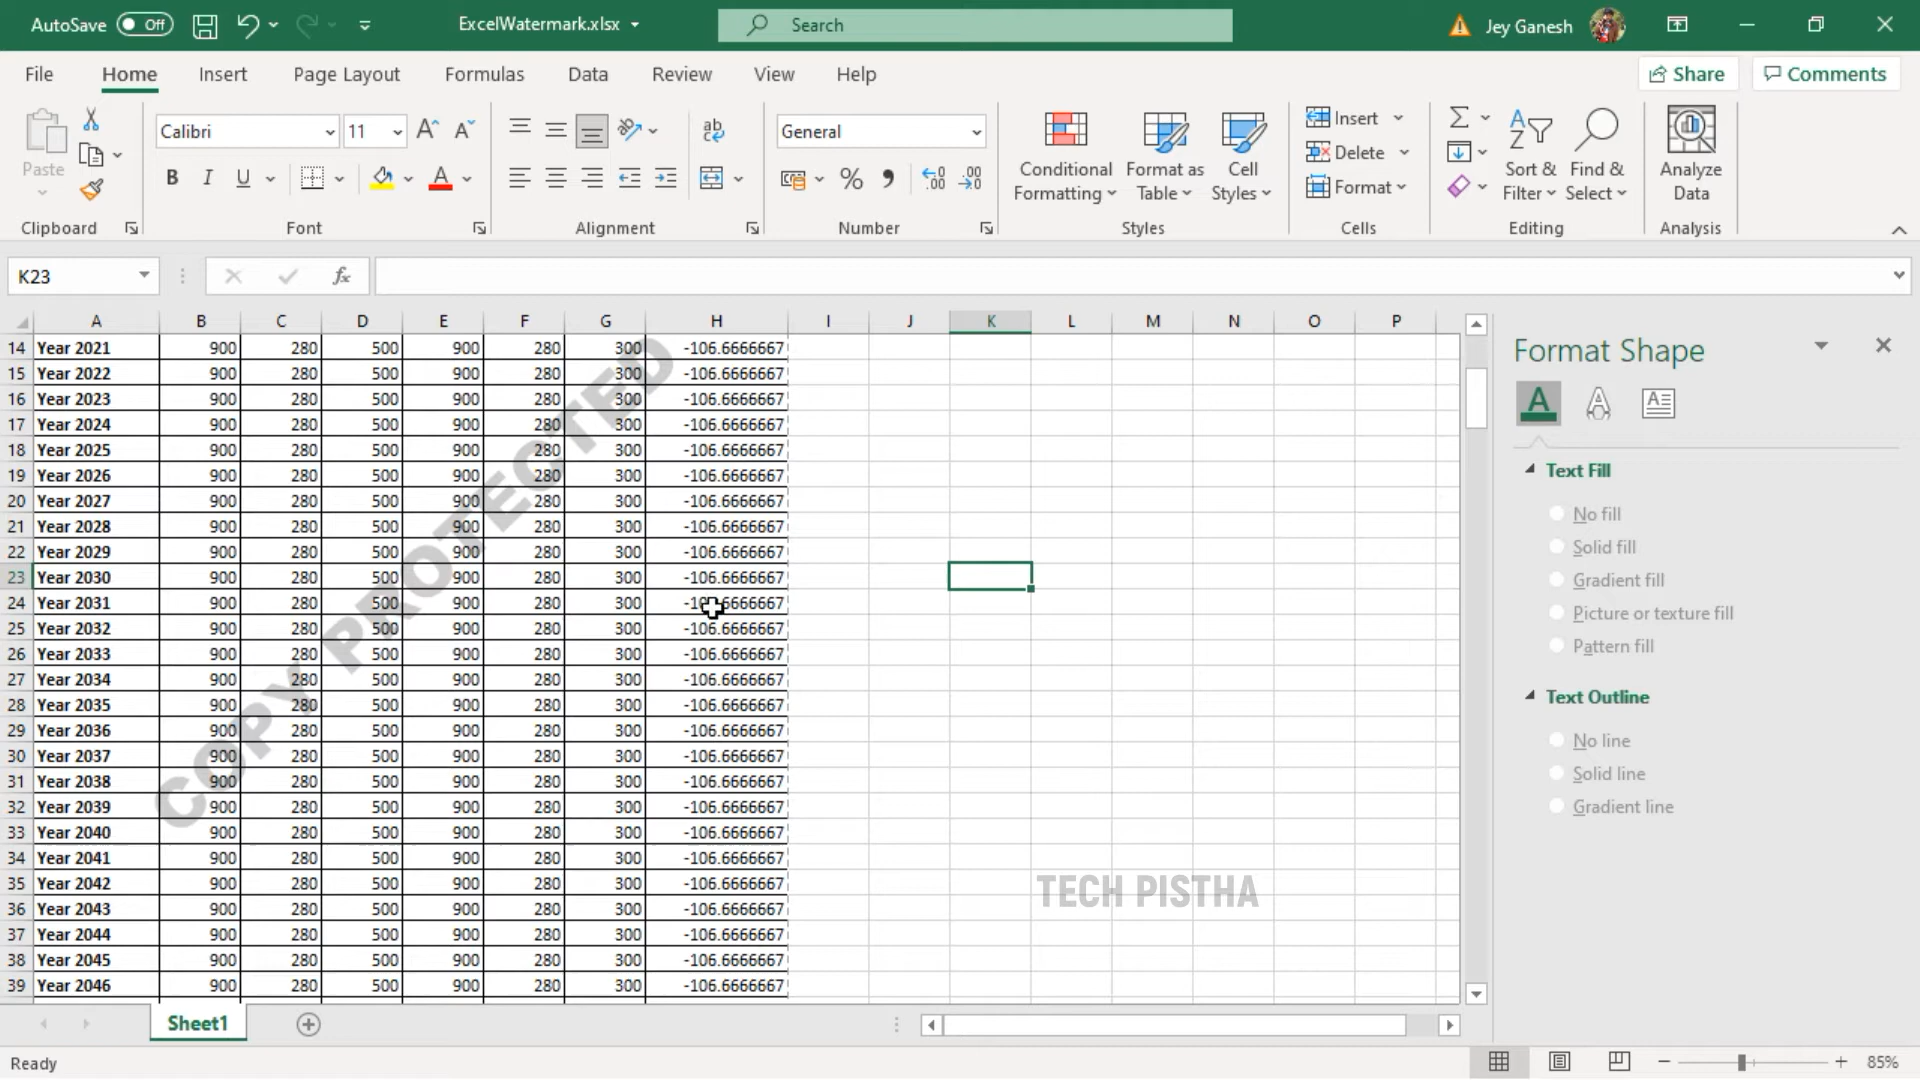 AutoSave Off ExcelWatermark.xlsx Search Jey Ganesh
File Home Insert Page Layout Formulas Data Review View Help Share Comments
Paste Calibri 11 General Conditional Formatting Format as Table Cell Styles Insert Delete Format Sort & Filter Find & Select Analyze Data
B I U ab A A A % .00 .00 A Z
Clipboard Font Alignment Number Styles Cells Editing Analysis
K23 fx
A B C D E F G H I J K L M N O P
14 Year 2021 900 280 500 900 280 300 -106.6666667
15 Year 2022 900 280 500 900 280 300 -106.6666667
16 Year 2023 900 280 500 900 280 300 -106.6666667
17 Year 2024 900 280 500 900 280 300 -106.6666667
18 Year 2025 900 280 500 900 280 300 -106.6666667
19 Year 2026 900 280 500 900 280 300 -106.6666667
20 Year 2027 900 280 500 900 280 300 -106.6666667
21 Year 2028 900 280 500 900 280 300 -106.6666667
22 Year 2029 900 280 500 900 280 300 -106.6666667
23 Year 2030 900 280 500 900 280 300 -106.6666667
24 Year 2031 900 280 500 900 280 300 -106.6666667
25 Year 2032 900 280 500 900 280 300 -106.6666667
26 Year 2033 900 280 500 900 280 300 -106.6666667
27 Year 2034 900 280 500 900 280 300 -106.6666667
28 Year 2035 900 280 500 900 280 300 -106.6666667
29 Year 2036 900 280 500 900 280 300 -106.6666667
30 Year 2037 900 280 500 900 280 300 -106.6666667
31 Year 2038 900 280 500 900 280 300 -106.6666667
32 Year 2039 900 280 500 900 280 300 -106.6666667
33 Year 2040 900 280 500 900 280 300 -106.6666667
34 Year 2041 900 280 500 900 280 300 -106.6666667
35 Year 2042 900 280 500 900 280 300 -106.6666667
36 Year 2043 900 280 500 900 280 300 -106.6666667
37 Year 2044 900 280 500 900 280 300 -106.6666667
38 Year 2045 900 280 500 900 280 300 -106.6666667
39 Year 2046 900 280 500 900 280 300 -106.6666667
COPY PROTECTED
TECH PISTHA
Format Shape
A A A
Text Fill
No fill
Solid fill
Gradient fill
Picture or texture fill
Pattern fill
Text Outline
No line
Solid line
Gradient line
Sheet1
Ready 85%